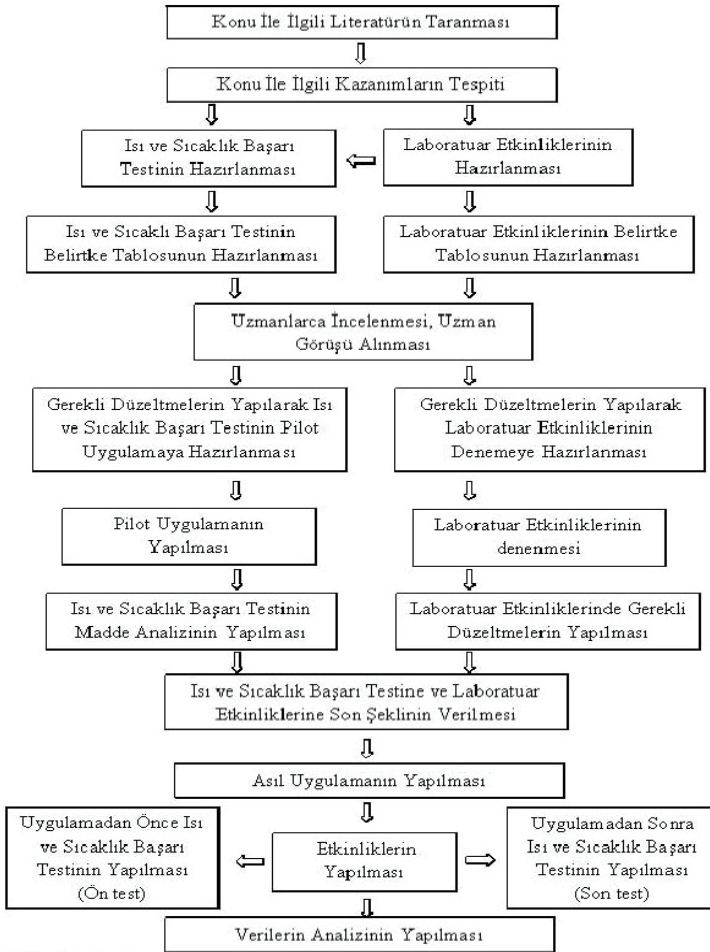 Konu İle İlgili Literatürün Taranması
Konu İle İlgili Kazanımların Tespiti
Isı ve Sıcaklık Başarı
Testinin Hazırlanması
Laboratuar Etkinliklerinin
Hazırlanması
Isı ve Sıcaklı Başarı Testinin
Belirtke Tablosunun Hazırlanması
Laboratuar Etkinliklerinin Belirtke
Tablosunun Hazırlanması
Uzmanlarca İncelenmesi, Uzman
Görüşü Alınması
Gerekli Düzeltmelerin Yapılarak Isı
ve Sıcaklık Başarı Testinin Pilot
Uygulamaya Hazırlanması
Gerekli Düzeltmelerin Yapılarak
Laboratuar Etkinliklerinin
Denemeye Hazırlanması
Pilot Uygulamanın
Yapılması
Laboratuar Etkinliklerinin
denenmesi
Isı ve Sıcaklık Başarı Testinin
Madde Analizinin Yapılması
Laboratuar Etkinliklerinde Gerekli
Düzeltmelerin Yapılması
Isı ve Sıcaklık Başarı Testine ve Laboratuar
Etkinliklerine Son Şeklinin Verilmesi
Asıl Uygulamanın Yapılması
Uygulamadan Önce Isı
ve Sıcaklık Başarı
Testinin Yapılması
(Ön test)
Etkinliklerin
Yapılması
Uygulamadan Sonra
Isı ve Sıcaklık Başarı
Testinin Yapılması
(Son test)
Verilerin Analizinin Yapılması